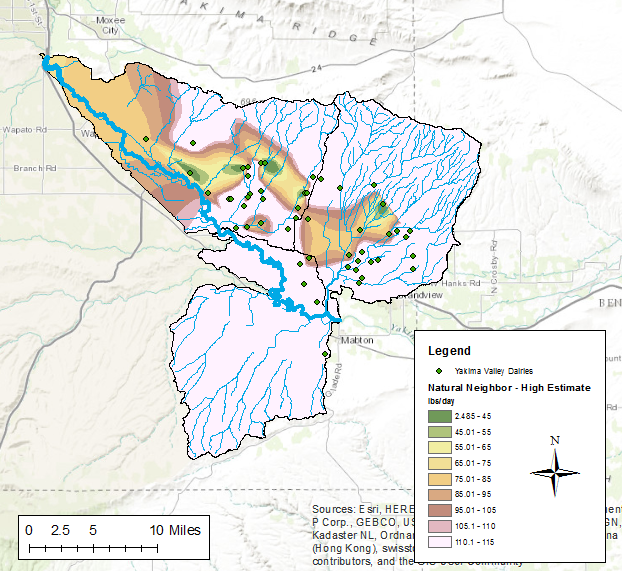 Moxee
City
YAKIMA RIDGE
24
Wapato Rd
Branch Rd
Hanks Rd
N Crosby Rd
Mabton
BEN
Legend
Yakima Valley Dairies
Natural Neighbor - High Estimate
lbs/day
2.485 - 45
45.01 - 55
55.01 - 65
65.01 - 75
75.01 - 85
85.01 - 95
95.01 - 105
105.1 - 110
110.1 - 115
N
0 2.5 5 10 Miles
Sources: Esri, HERE
P Corp., GEBCO, US
Kadaster NL, Ordnan
(Hong Kong), swisst
contributors, and the GIS User Community